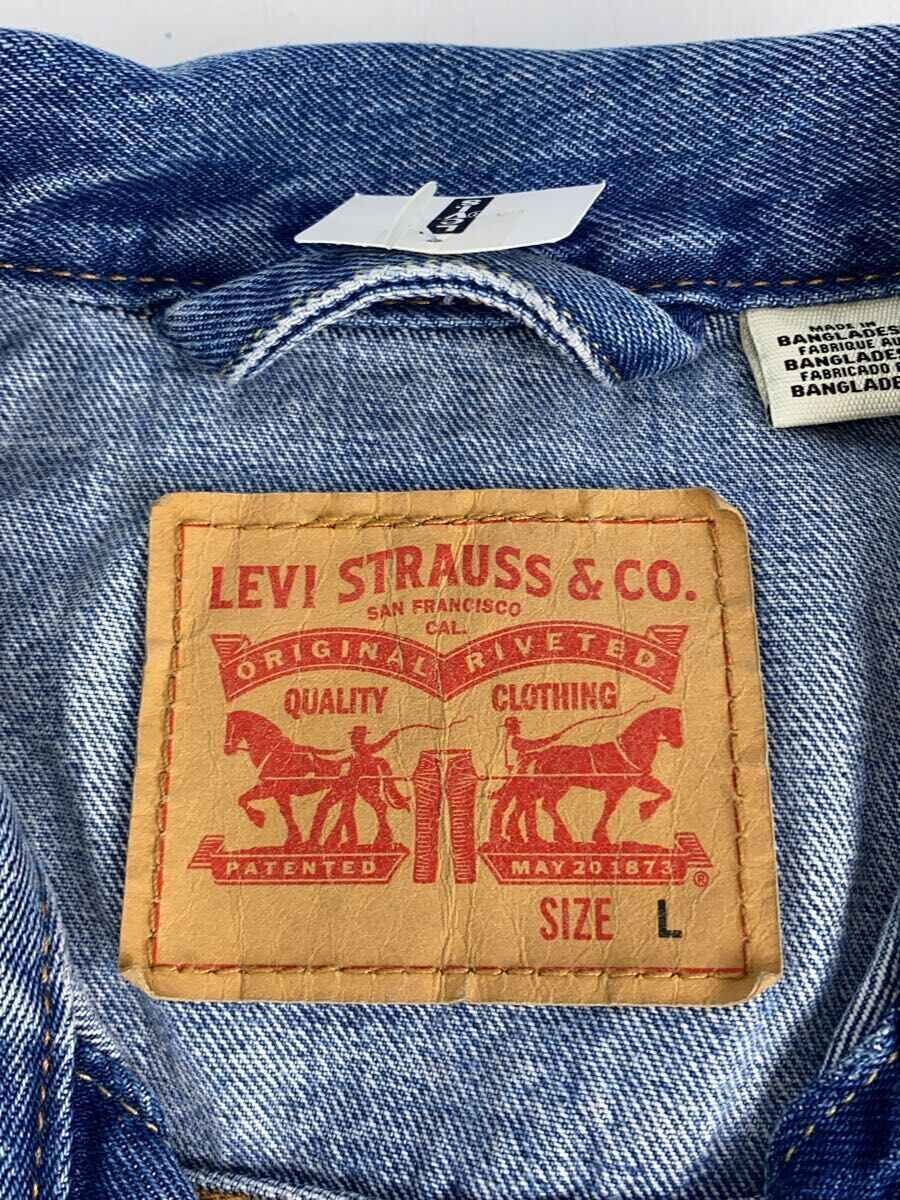 MADE IN
BANGLADES
FABRIQUE AU
BANGLADES
FABRICADO
BANGLADE
LEVI STRAUSS & CO.
SAN FRANCISCO
CAL.
ORIGINAL RIVETED
QUALITY CLOTHING
PATENTED MAY 20 1873 ®
SIZE L